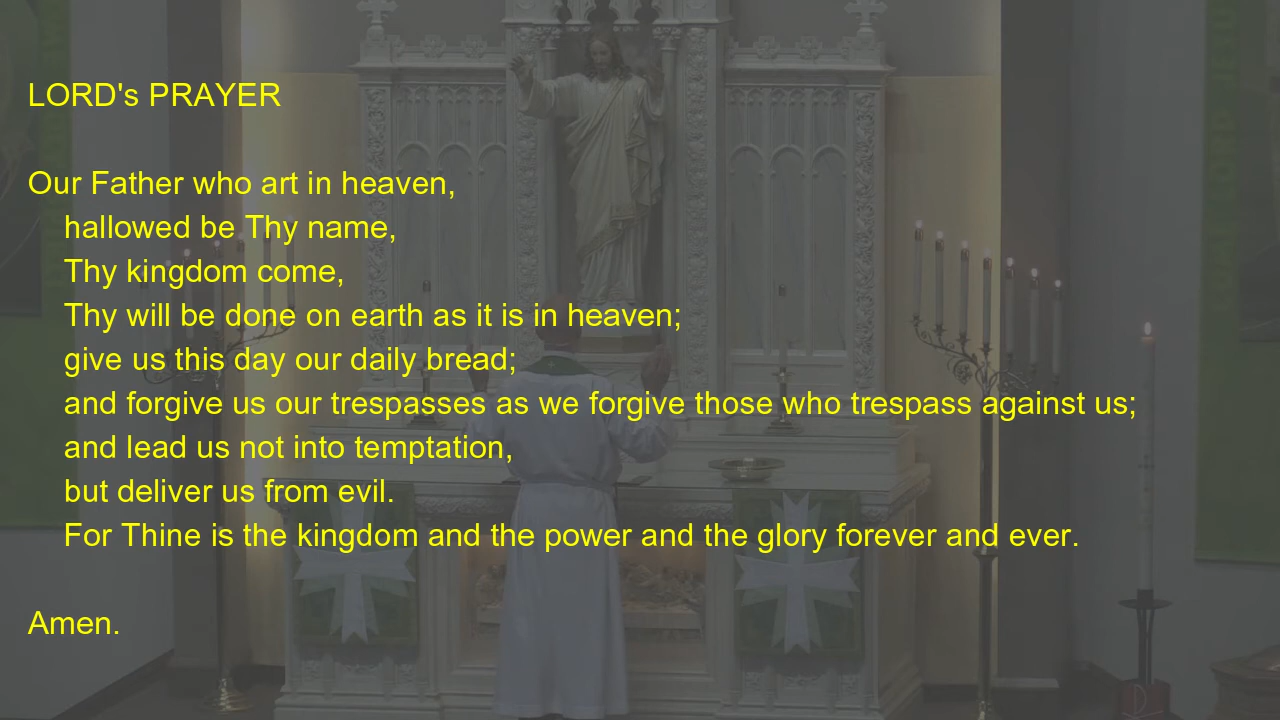 LORD's PRAYER
Our Father who art in heaven,
hallowed be Thy name,
Thy kingdom come,
Thy will be done on earth as it is in heaven;
give us this day our daily bread;
and forgive us our trespasses as we forgive those who trespass against us;
and lead us not into temptation,
but deliver us from evil.
For Thine is the kingdom and the power and the glory forever and ever.
Amen.